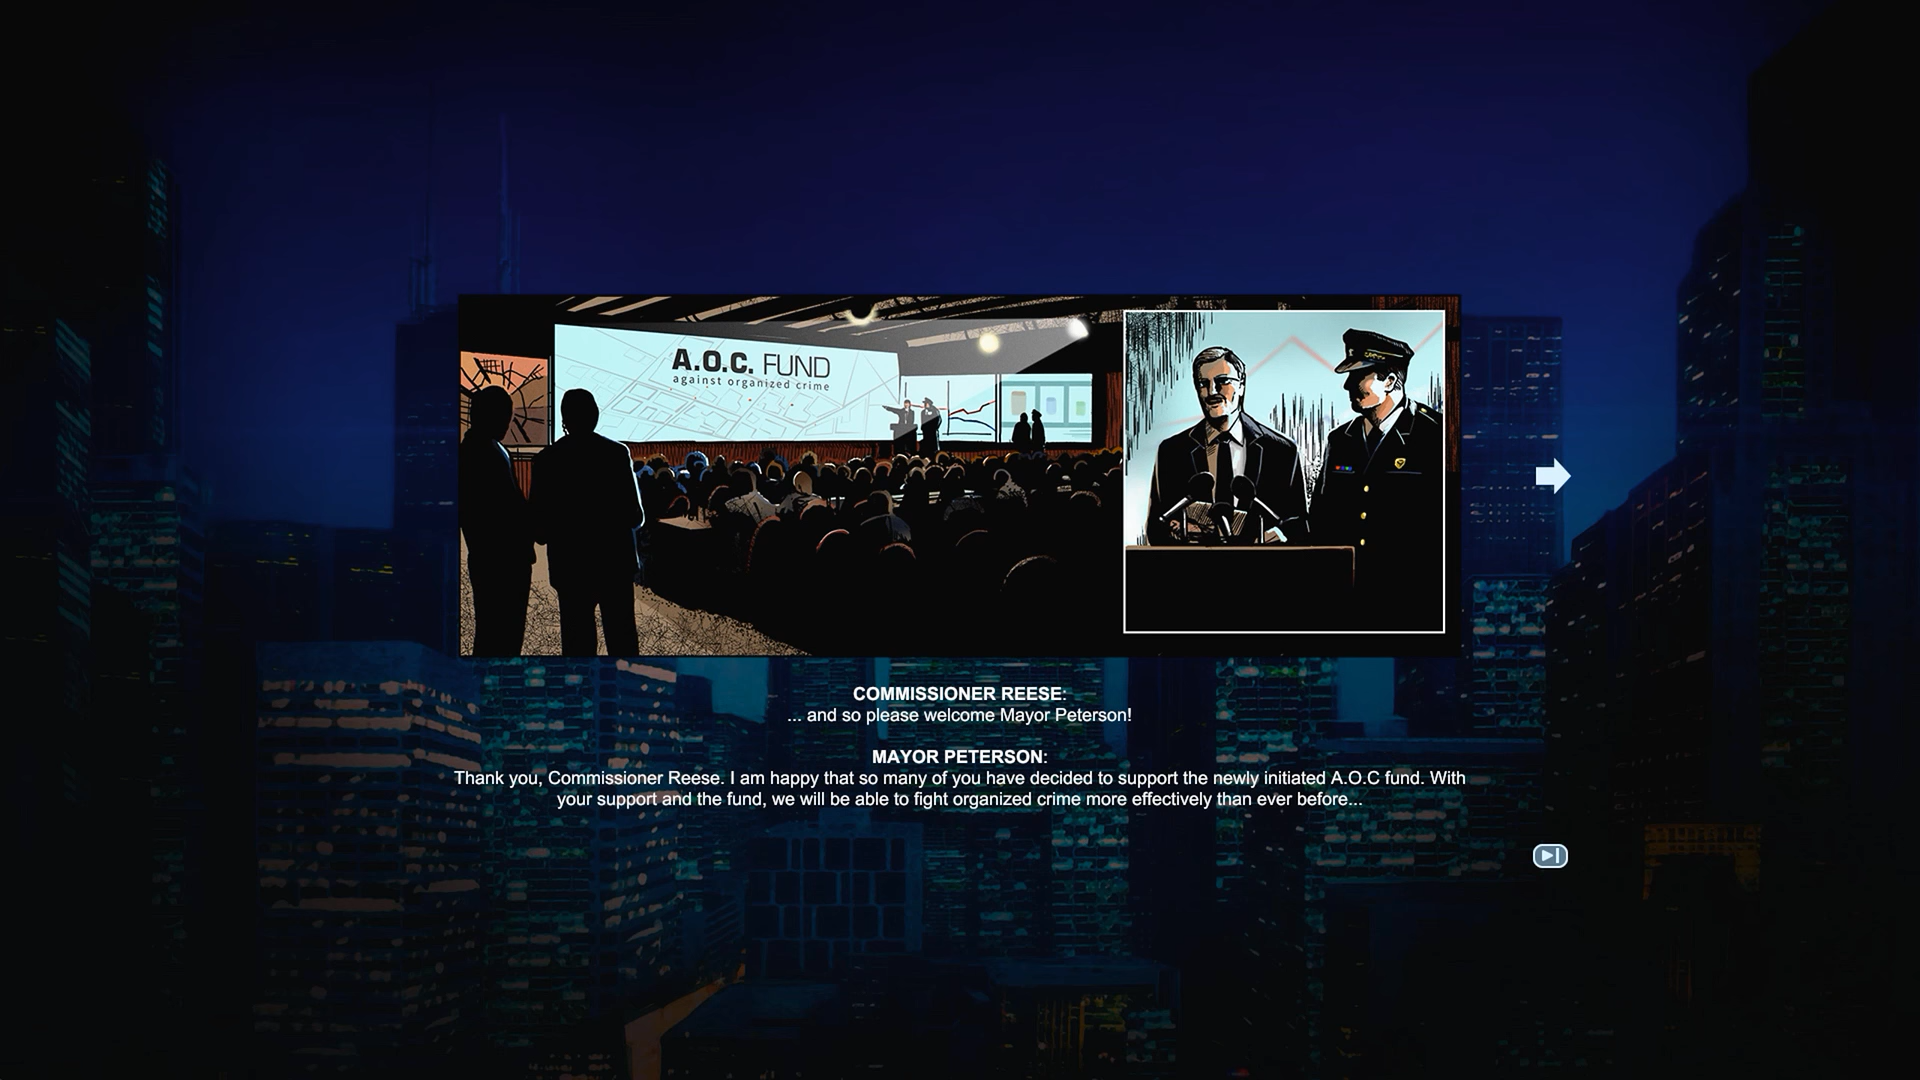 A.O.C. FUND
against organized crime
COMMISSIONER REESE:
... and so please welcome Mayor Peterson!
MAYOR PETERSON:
Thank you, Commissioner Reese. I am happy that so many of you have decided to support the newly initiated A.O.C fund. With
your support and the fund, we will be able to fight organized crime more effectively than ever before...